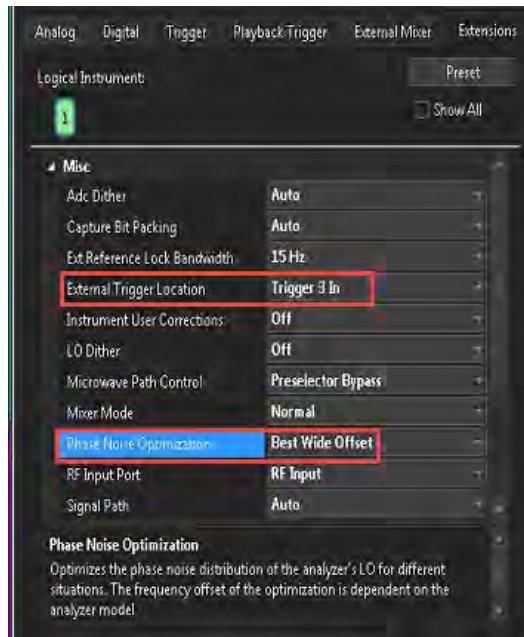 Analog Digital Trigger Playback Trigger External Mixer Extensions
Logical Instrument: Preset
1 Show All
Misc
Adc Dither Auto
Capture Bit Packing Auto
Ext Reference Lock Bandwidth 15 Hz
External Trigger Location Trigger 3 In
Instrument User Corrections Off
LO Dither Off
Microwave Path Control Preselector Bypass
Mixer Mode Normal
Phase Noise Optimization Best Wide Offset
RF Input Port RF Input
Signal Path Auto
Phase Noise Optimization
Optimizes the phase noise distribution of the analyzer's LO for different
situations. The frequency offset of the optimization is dependent on the
analyzer model